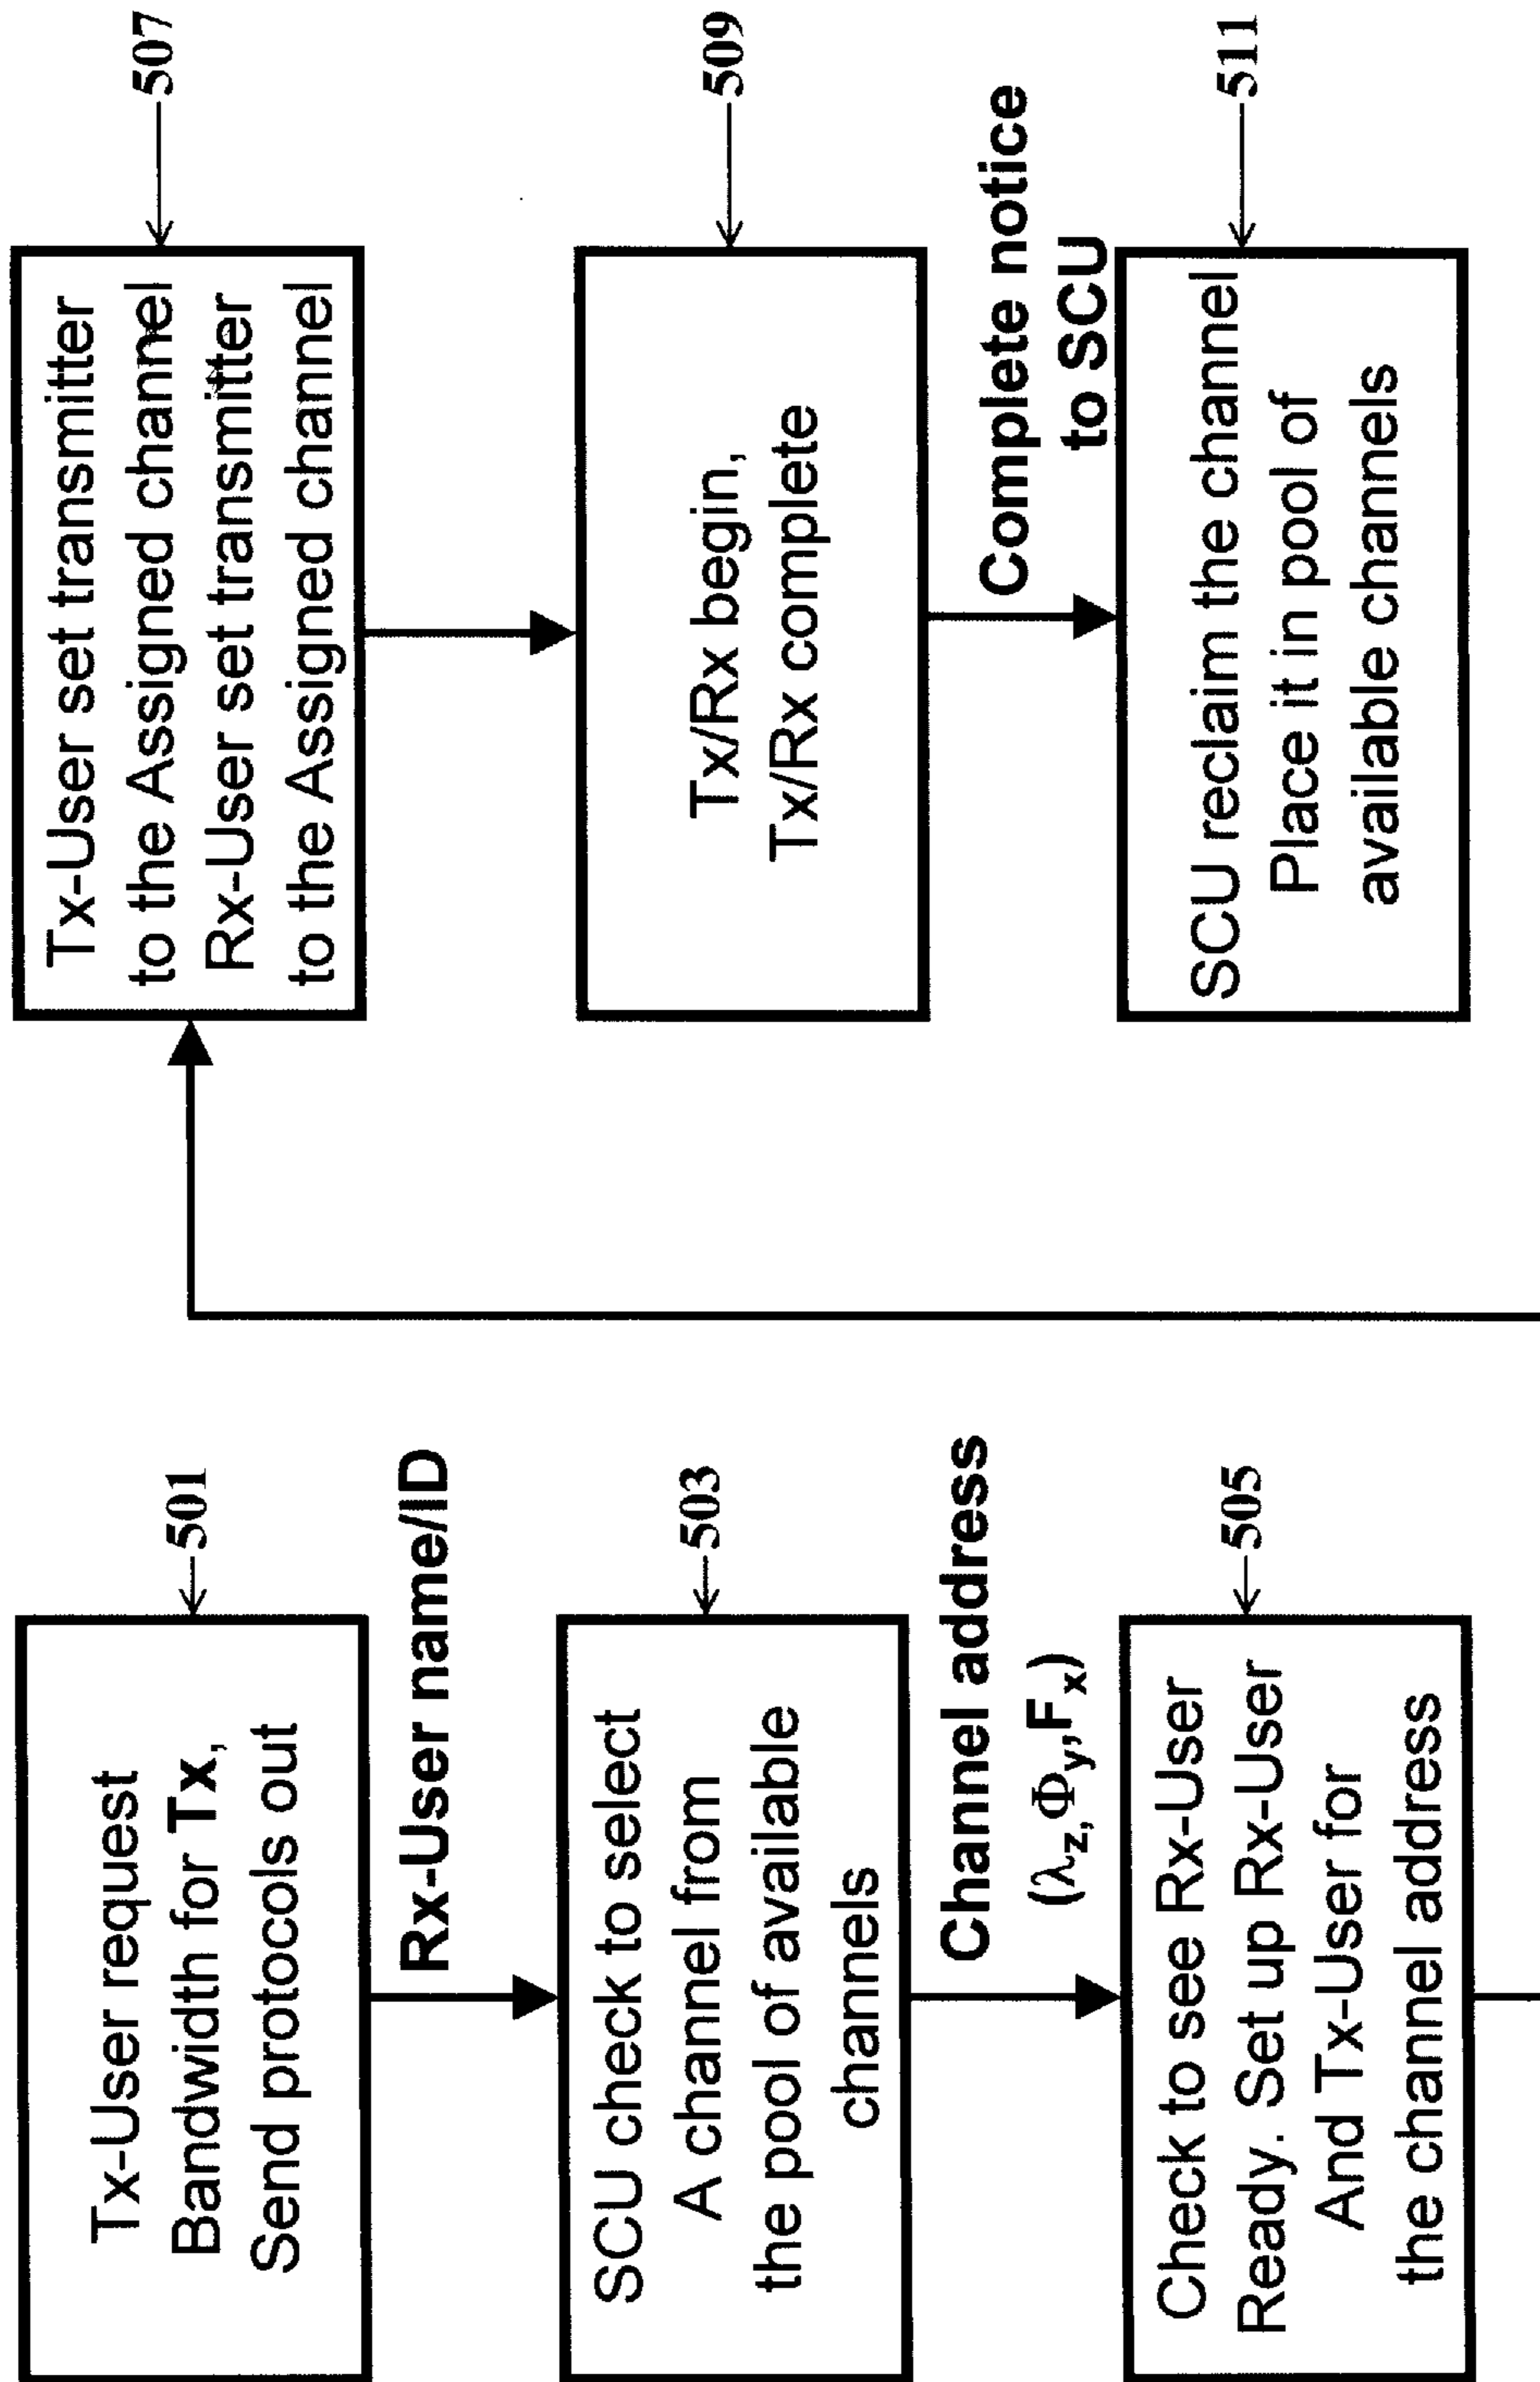 Tx-User request
Bandwidth for Tx,
Send protocols out
501
Rx-User name/ID
SCU check to select
A channel from
the pool of available
channels
503
Channel address
(λz,Φy,Fx)
Check to see Rx-User
Ready. Set up Rx-User
And Tx-User for
the channel address
505
Tx-User set transmitter
to the Assigned channel
Rx-User set transmitter
to the Assigned channel
507
Tx/Rx begin,
Tx/Rx complete
509
Complete notice
to SCU
SCU reclaim the channel
Place it in pool of
available channels
511